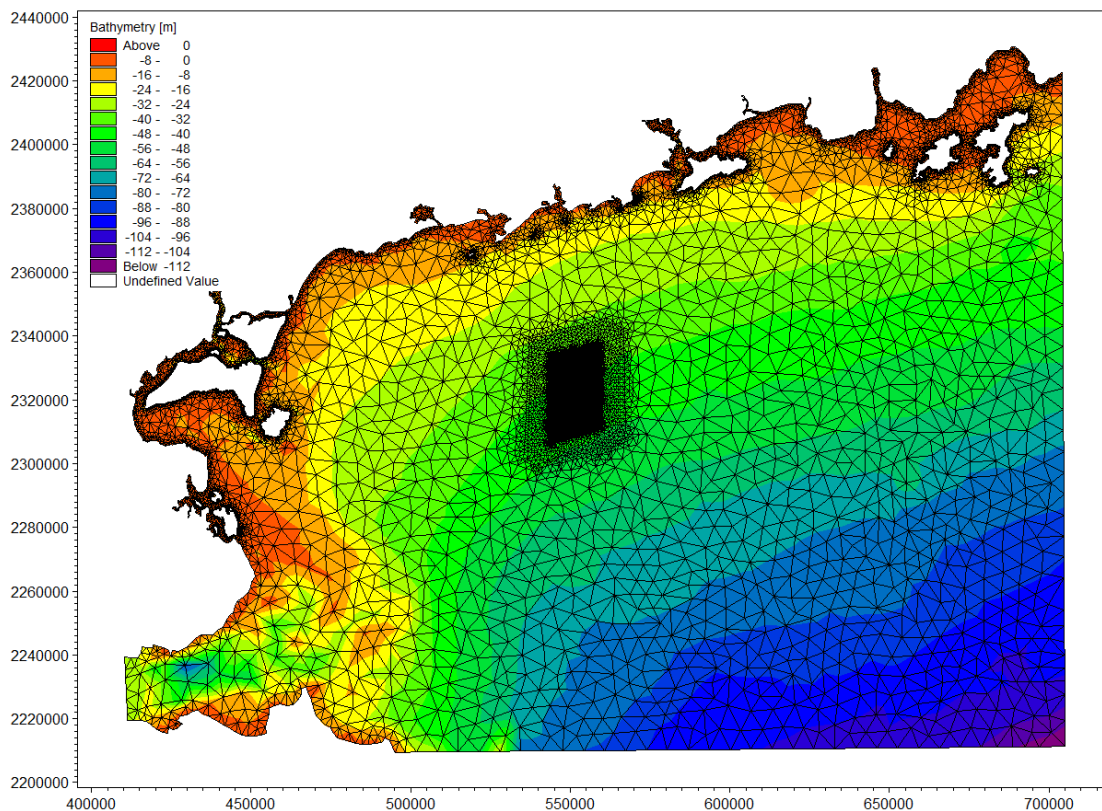 2440000
2420000
2400000
2380000
2360000
2340000
2320000
2300000
2280000
2260000
2240000
2220000
2200000
Bathymetry [m]
Above 0
-8 - 0
-16 - -8
-24 - -16
-32 - -24
-40 - -32
-48 - -40
-56 - -48
-64 - -56
-72 - -64
-80 - -72
-88 - -80
-96 - -88
-104 - -96
-112 - -104
Below -112
Undefined Value
400000 450000 500000 550000 600000 650000 700000